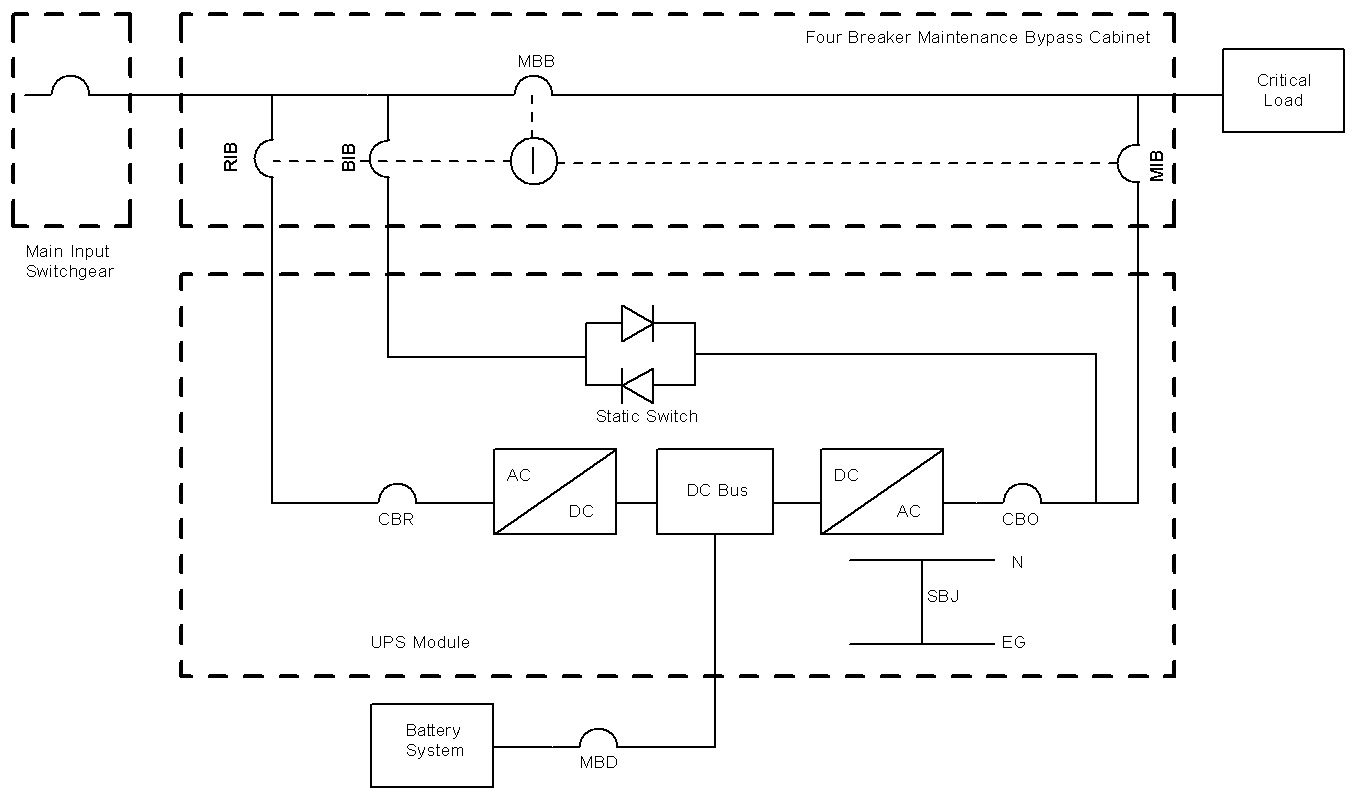 Four Breaker Maintenance Bypass Cabinet
MBB
Critical
Load
RIB
BIB
MIB
Main Input
Switchgear
Static Switch
AC
DC
DC Bus
DC
AC
CBR
CBO
N
SBJ
EG
UPS Module
Battery
System
MBD